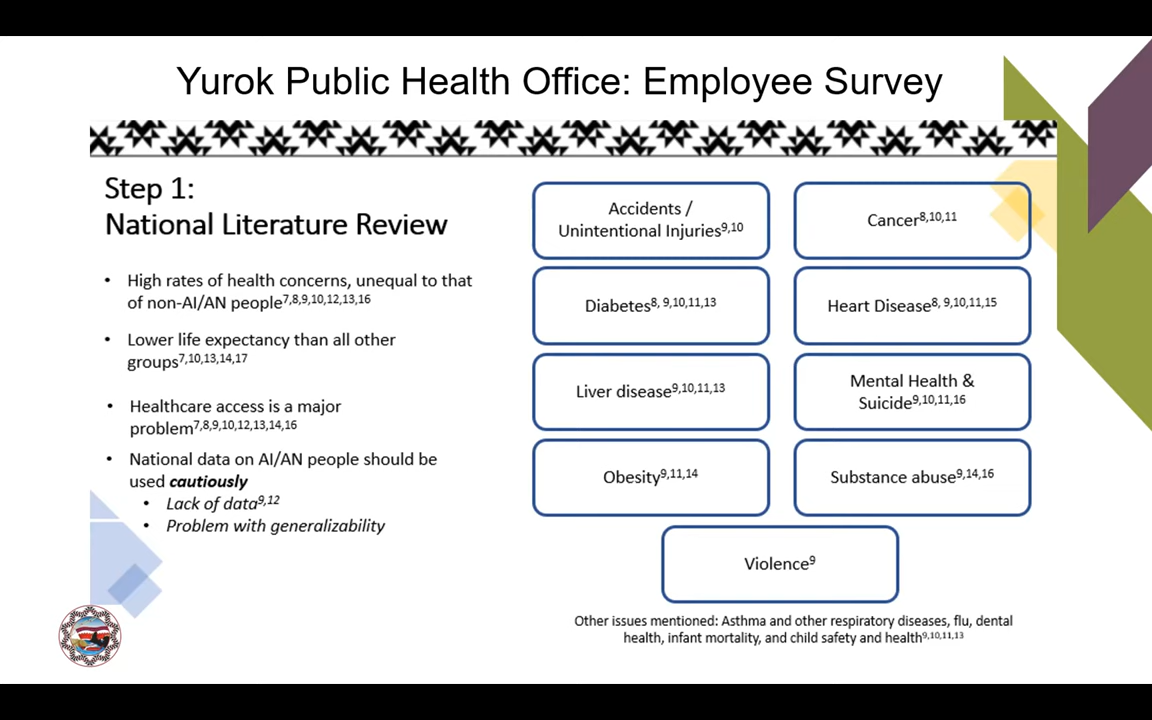 Yurok Public Health Office: Employee Survey
Step 1:
National Literature Review
• High rates of health concerns, unequal to that
of non-AI/AN people7,8,9,10,12,13,16
• Lower life expectancy than all other
groups7,10,13,14,17
• Healthcare access is a major
problem7,8,9,10,12,13,14,16
• National data on AI/AN people should be
used cautiously
• Lack of data9,12
• Problem with generalizability
Accidents /
Unintentional Injuries9,10
Cancer8,10,11
Diabetes8, 9,10,11,13
Heart Disease8, 9,10,11,15
Liver disease9,10,11,13
Mental Health &
Suicide9,10,11,16
Obesity9,11,14
Substance abuse9,14,16
Violence9
Other issues mentioned: Asthma and other respiratory diseases, flu, dental
health, infant mortality, and child safety and health9,10,11,13